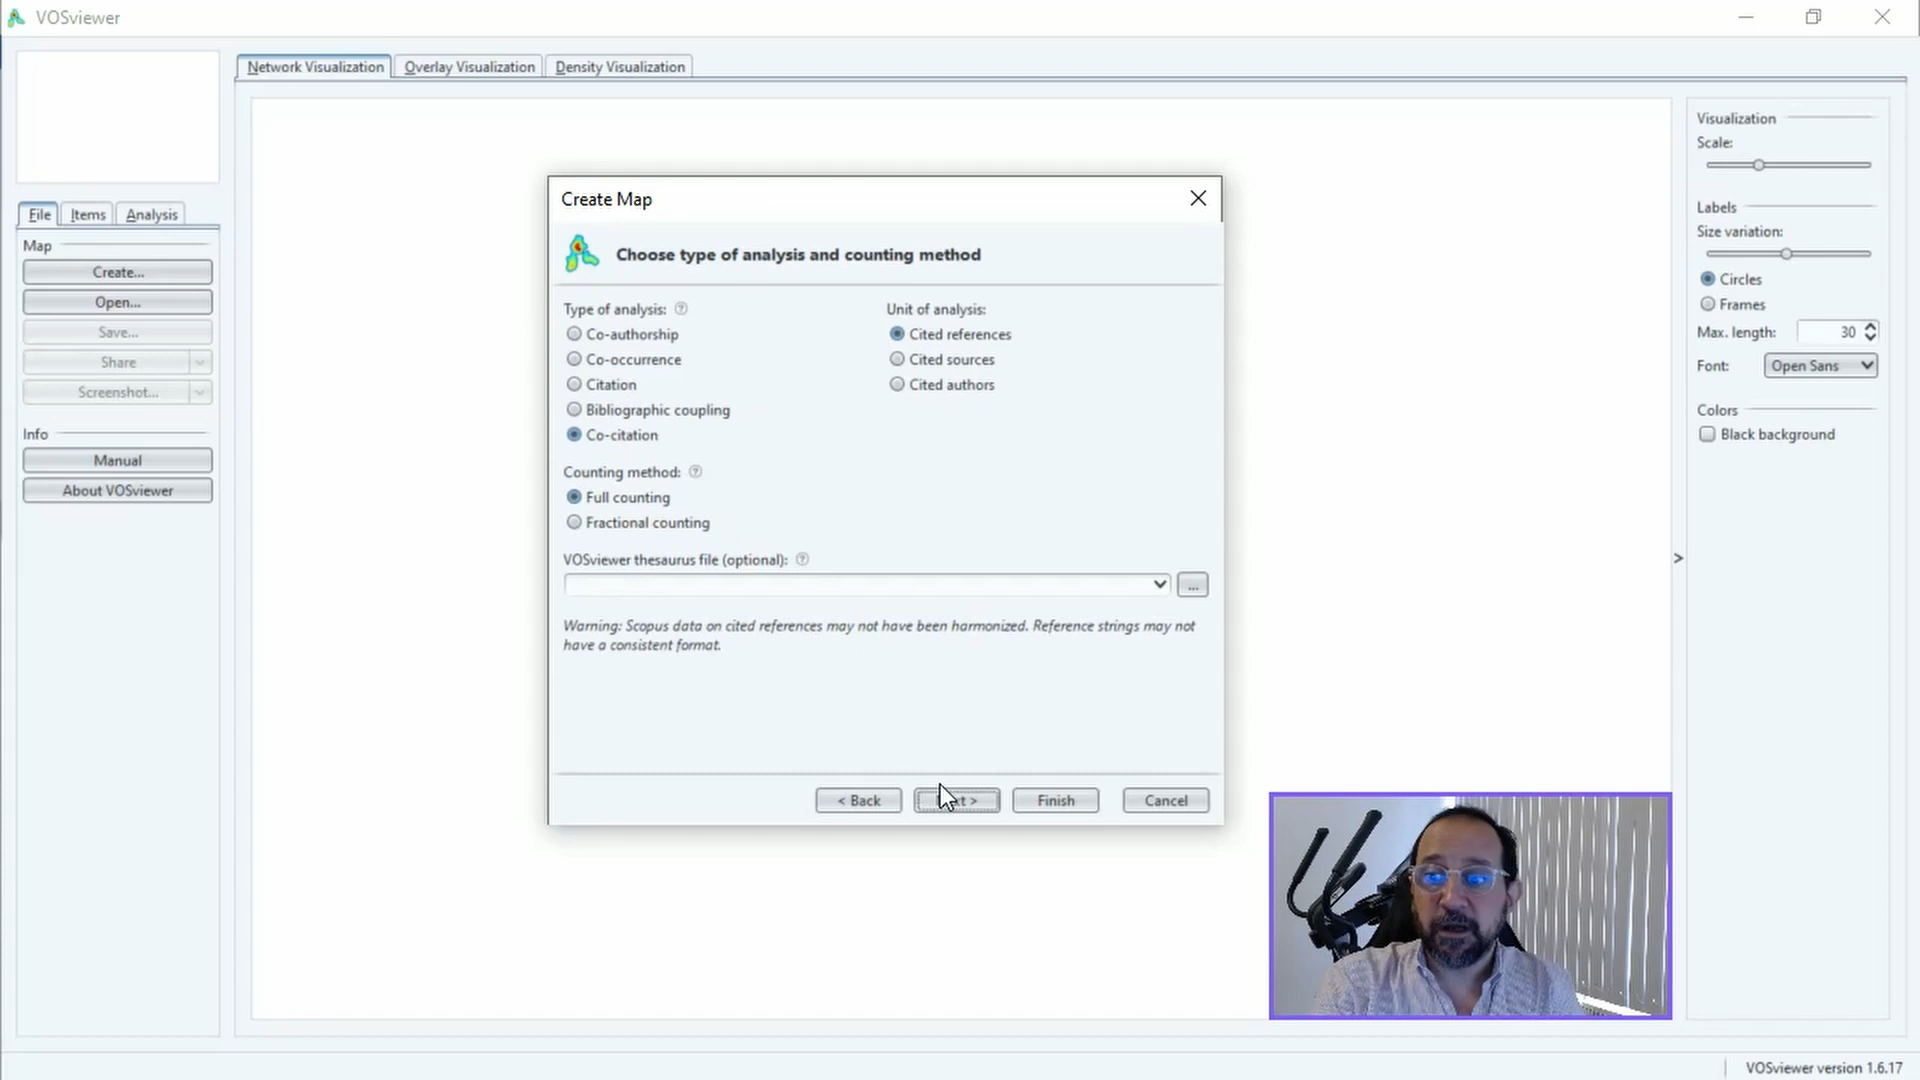 VOSviewer
Network Visualization
Overlay Visualization
Density Visualization
File
Items
Analysis
Map
Create...
Open...
Save...
Share
Screenshot...
Info
Manual
About VOSviewer
Create Map
Choose type of analysis and counting method
Type of analysis:
Co-authorship
Co-occurrence
Citation
Bibliographic coupling
Co-citation
Unit of analysis:
Cited references
Cited sources
Cited authors
Counting method:
Full counting
Fractional counting
VOSviewer thesaurus file (optional):
...
Warning: Scopus data on cited references may not have been harmonized. Reference strings may not
have a consistent format.
< Back
>
Finish
Cancel
Visualization
Scale:
Labels
Size variation:
Circles
Frames
Max. length: 30
Font: Open Sans
Colors
Black background
>
VOSviewer version 1.6.17